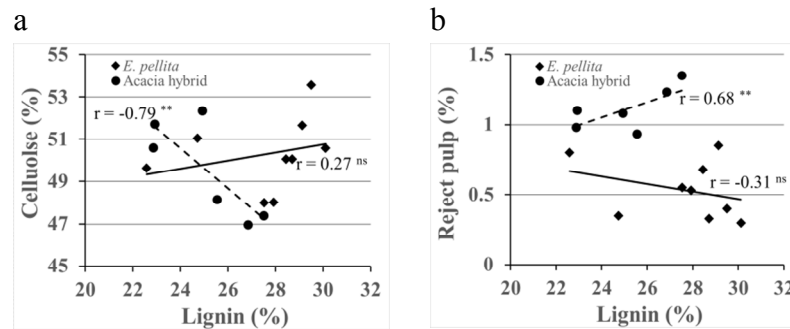 a
55
53
51
49
47
45
Celluolse (%)
E. pellita
Acacia hybrid
r = -0.79 **
r = 0.27 ns
20 22 24 26 28 30 32
Lignin (%)
b
1.5
1
0.5
0
Reject pulp (%)
E. pellita
Acacia hybrid
r = 0.68 **
r = -0.31 ns
20 22 24 26 28 30 32
Lignin (%)